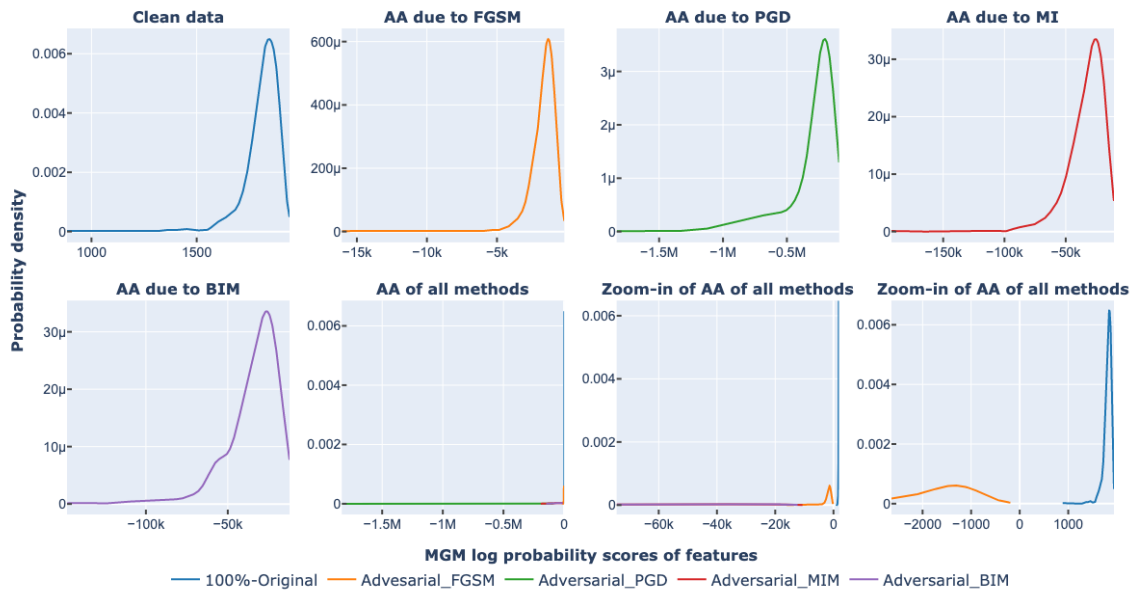 Clean data
AA due to FGSM
AA due to PGD
AA due to MI
0.006
0.004
0.002
0
1000
1500
600μ
400μ
200μ
0
−15k
−10k
−5k
3μ
2μ
1μ
0
−1.5M
−1M
−0.5M
30μ
20μ
10μ
0
−150k
−100k
−50k
Probability density
AA due to BIM
AA of all methods
Zoom-in of AA of all methods
Zoom-in of AA of all methods
30μ
20μ
10μ
0
−100k
−50k
0.006
0.004
0.002
0
−1.5M
−1M
−0.5M
0
0.006
0.004
0.002
0
−60k
−40k
−20k
0
0.006
0.004
0.002
0
−2000
−1000
0
1000
MGM log probability scores of features
100%-Original
Advesarial_FGSM
Adversarial_PGD
Adversarial_MIM
Adversarial_BIM